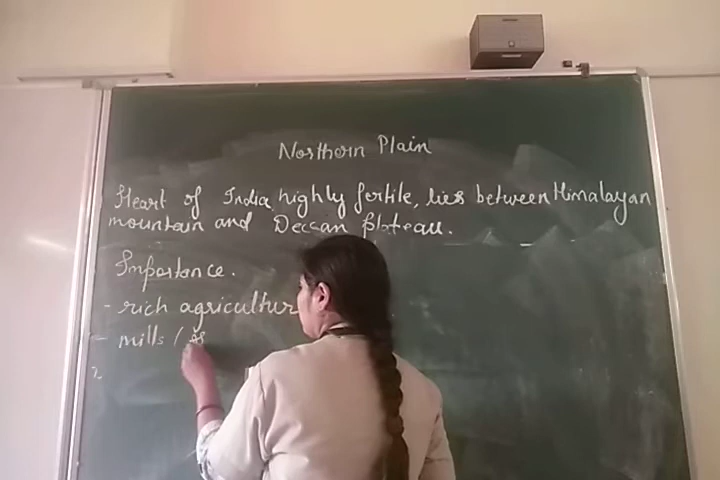 Northern Plain
Heart of India, highly fertile, lies between Himalayan
mountain and Deccan plateau.
Importance.
- rich agricultur
- mills (